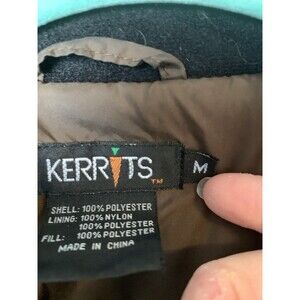 KERRITS
TM
M
SHELL: 100% POLYESTER
LINING: 100% NYLON
100% POLYESTER
FILL: 100% POLYESTER
MADE IN CHINA